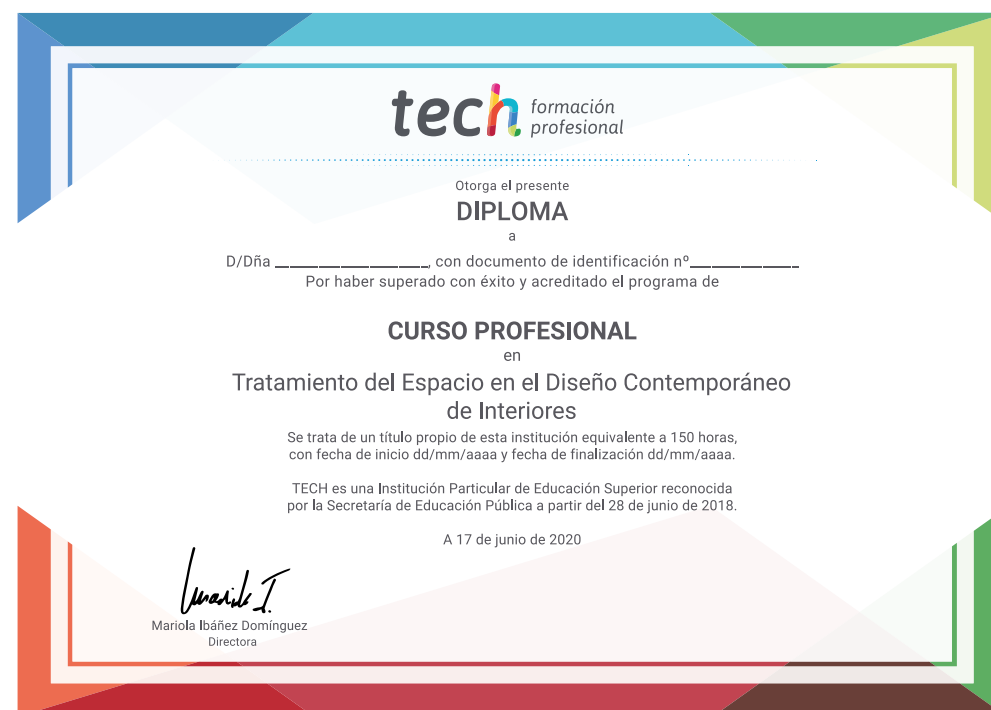 tech formación
profesional
Otorga el presente
DIPLOMA
a
D/Dña ____________________, con documento de identificación nº______________
Por haber superado con éxito y acreditado el programa de
CURSO PROFESIONAL
en
Tratamiento del Espacio en el Diseño Contemporáneo
de Interiores
Se trata de un título propio de esta institución equivalente a 150 horas,
con fecha de inicio dd/mm/aaaa y fecha de finalización dd/mm/aaaa.
TECH es una Institución Particular de Educación Superior reconocida
por la Secretaría de Educación Pública a partir del 28 de junio de 2018.
A 17 de junio de 2020
Mariola Ibáñez Domínguez
Directora